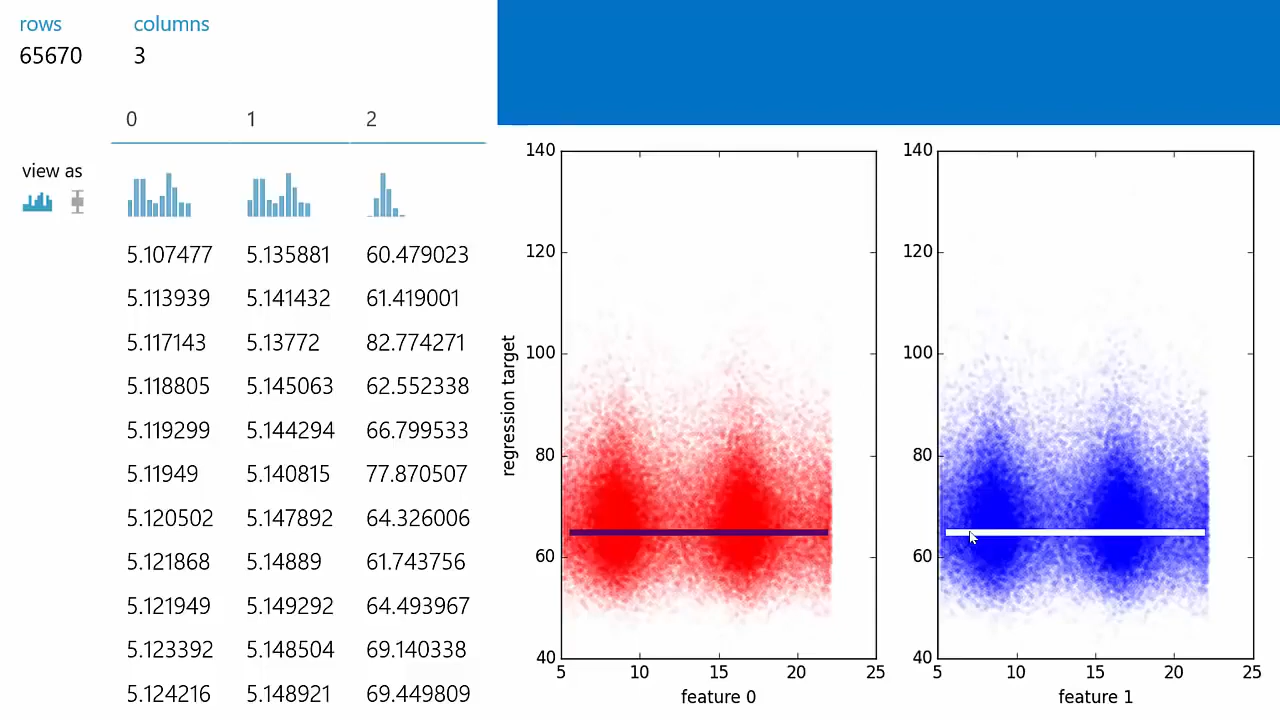 rows columns
65670 3
0 1 2
view as
5.107477 5.135881 60.479023
5.113939 5.141432 61.419001
5.117143 5.13772 82.774271
5.118805 5.145063 62.552338
5.119299 5.144294 66.799533
5.11949 5.140815 77.870507
5.120502 5.147892 64.326006
5.121868 5.14889 61.743756
5.121949 5.149292 64.493967
5.123392 5.148504 69.140338
5.124216 5.148921 69.449809
140
120
100
80
60
40
regression target
5 10 15 20 25
feature 0
140
120
100
80
60
40
5 10 15 20 25
feature 1